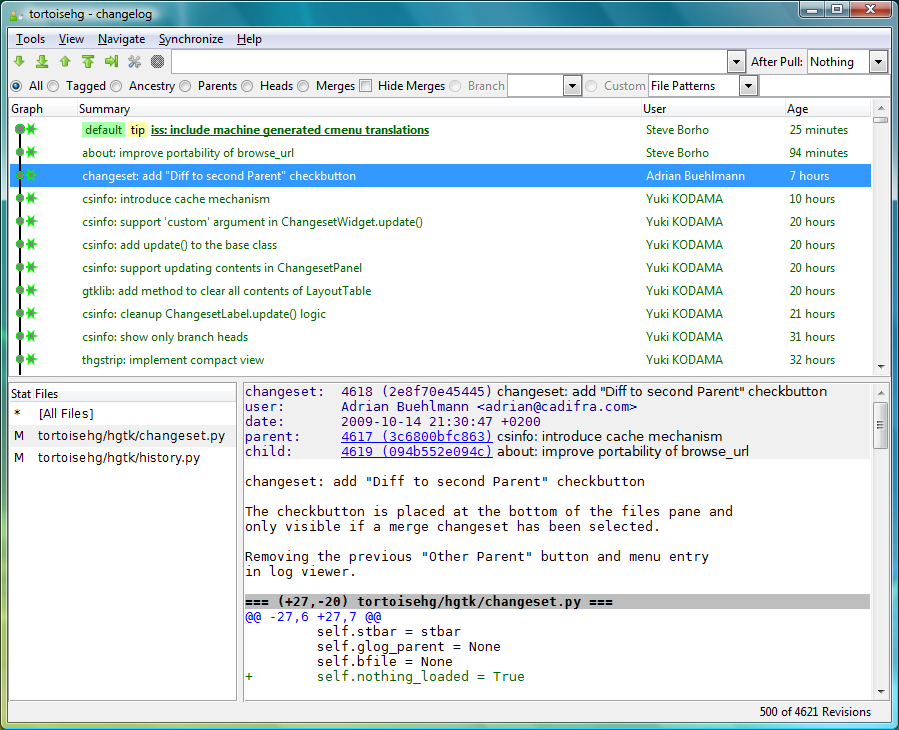 tortoisehg - changelog
Tools View Navigate Synchronize Help
After Pull: Nothing
All Tagged Ancestry Parents Heads Merges Hide Merges Branch Custom File Patterns
Graph Summary User Age
default tip iss: include machine generated cmenu translations Steve Borho 25 minutes
about: improve portability of browse_url Steve Borho 94 minutes
changeset: add "Diff to second Parent" checkbutton Adrian Buehlmann 7 hours
csinfo: introduce cache mechanism Yuki KODAMA 10 hours
csinfo: support 'custom' argument in ChangesetWidget.update() Yuki KODAMA 20 hours
csinfo: add update() to the base class Yuki KODAMA 20 hours
csinfo: support updating contents in ChangesetPanel Yuki KODAMA 20 hours
gtklib: add method to clear all contents of LayoutTable Yuki KODAMA 20 hours
csinfo: cleanup ChangesetLabel.update() logic Yuki KODAMA 21 hours
csinfo: show only branch heads Yuki KODAMA 31 hours
thgstrip: implement compact view Yuki KODAMA 32 hours
Stat Files
* [All Files]
M tortoisehg/hgtk/changeset.py
M tortoisehg/hgtk/history.py
changeset: 4618 (2e8f70e45445) changeset: add "Diff to second Parent" checkbutton
user: Adrian Buehlmann <adrian@cadifra.com>
date: 2009-10-14 21:30:47 +0200
parent: 4617 (3c6800bfc863) csinfo: introduce cache mechanism
child: 4619 (094b552e094c) about: improve portability of browse_url
changeset: add "Diff to second Parent" checkbutton
The checkbutton is placed at the bottom of the files pane and
only visible if a merge changeset has been selected.
Removing the previous "Other Parent" button and menu entry
in log viewer.
=== (+27,-20) tortoisehg/hgtk/changeset.py ===
@@ -27,6 +27,7 @@
self.stbar = stbar
self.glog_parent = None
self.bfile = None
+ self.nothing_loaded = True
500 of 4621 Revisions